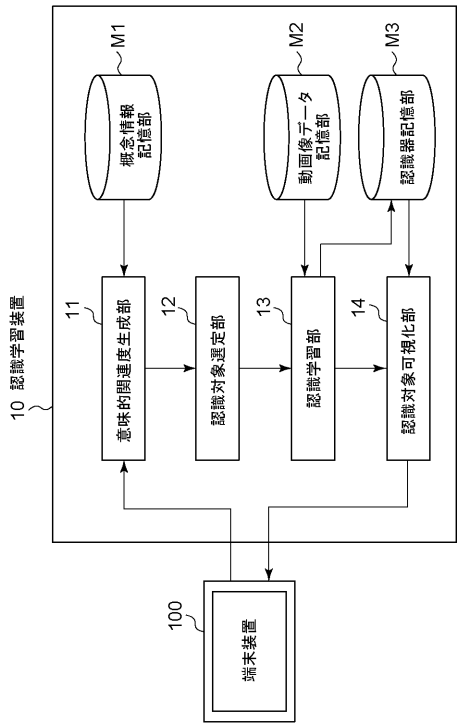 10 認識学習装置
100
端末装置
11
意味的関連度生成部
12
認識対象選定部
13
認識学習部
14
認識対象可視化部
M1
概念情報
記憶部
M2
動画像データ
記憶部
M3
認識器記憶部